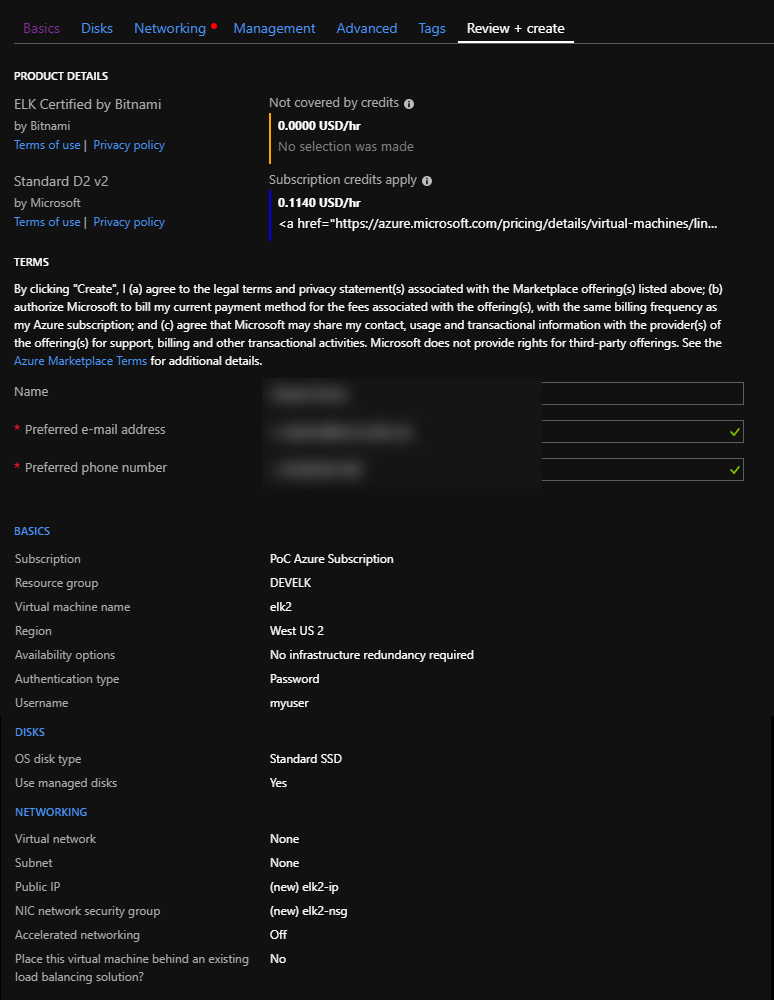 Basics Disks Networking Management Advanced Tags Review + create
PRODUCT DETAILS
ELK Certified by Bitnami
by Bitnami
Terms of use | Privacy policy
Not covered by credits
0.0000 USD/hr
No selection was made
Standard D2 v2
by Microsoft
Terms of use | Privacy policy
Subscription credits apply
0.1140 USD/hr
<a href="https://azure.microsoft.com/pricing/details/virtual-machines/lin...
TERMS
By clicking "Create", I (a) agree to the legal terms and privacy statement(s) associated with the Marketplace offering(s) listed above; (b)
authorize Microsoft to bill my current payment method for the fees associated with the offering(s), with the same billing frequency as
my Azure subscription; and (c) agree that Microsoft may share my contact, usage and transactional information with the provider(s) of
the offering(s) for support, billing and other transactional activities. Microsoft does not provide rights for third-party offerings. See the
Azure Marketplace Terms for additional details.
Name
* Preferred e-mail address
* Preferred phone number
BASICS
Subscription PoC Azure Subscription
Resource group DEVELK
Virtual machine name elk2
Region West US 2
Availability options No infrastructure redundancy required
Authentication type Password
Username myuser
DISKS
OS disk type Standard SSD
Use managed disks Yes
NETWORKING
Virtual network None
Subnet None
Public IP (new) elk2-ip
NIC network security group (new) elk2-nsg
Accelerated networking Off
Place this virtual machine behind an existing No
load balancing solution?